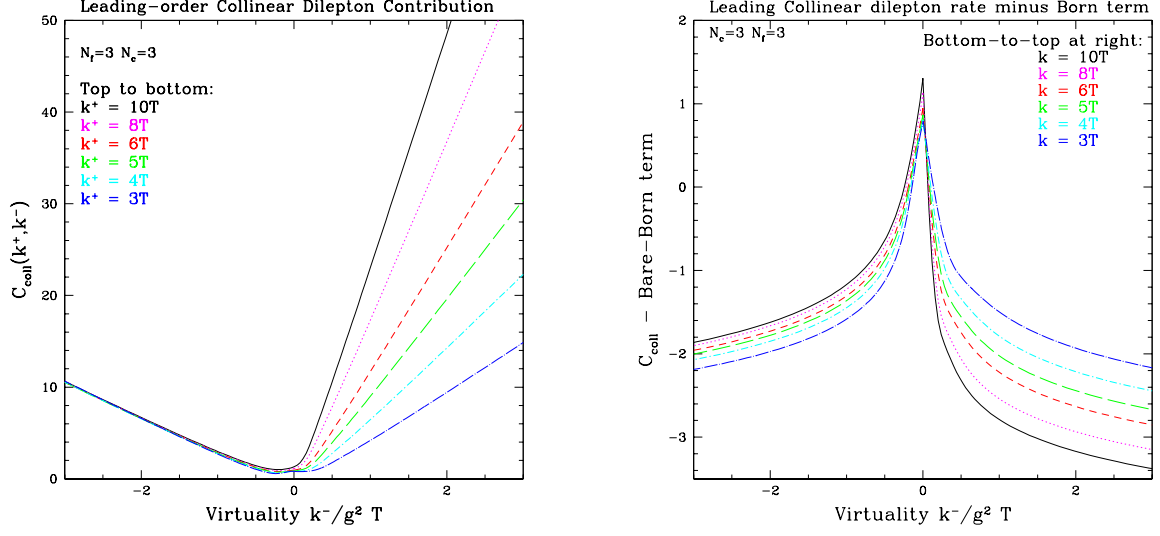 Leading-order Collinear Dilepton Contribution
50
40
30
20
10
0
N_f=3 N_c=3
Top to bottom:
k⁺ = 10T
k⁺ = 8T
k⁺ = 6T
k⁺ = 5T
k⁺ = 4T
k⁺ = 3T
C_coll(k⁺,k⁻)
−2
0
2
Virtuality k⁻/g² T
Leading Collinear dilepton rate minus Born term
2
1
0
−1
−2
−3
N_c=3 N_f=3
Bottom−to−top at right:
k = 10T
k = 8T
k = 6T
k = 5T
k = 4T
k = 3T
C_coll − Bare−Born term
−2
0
2
Virtuality k⁻/g² T